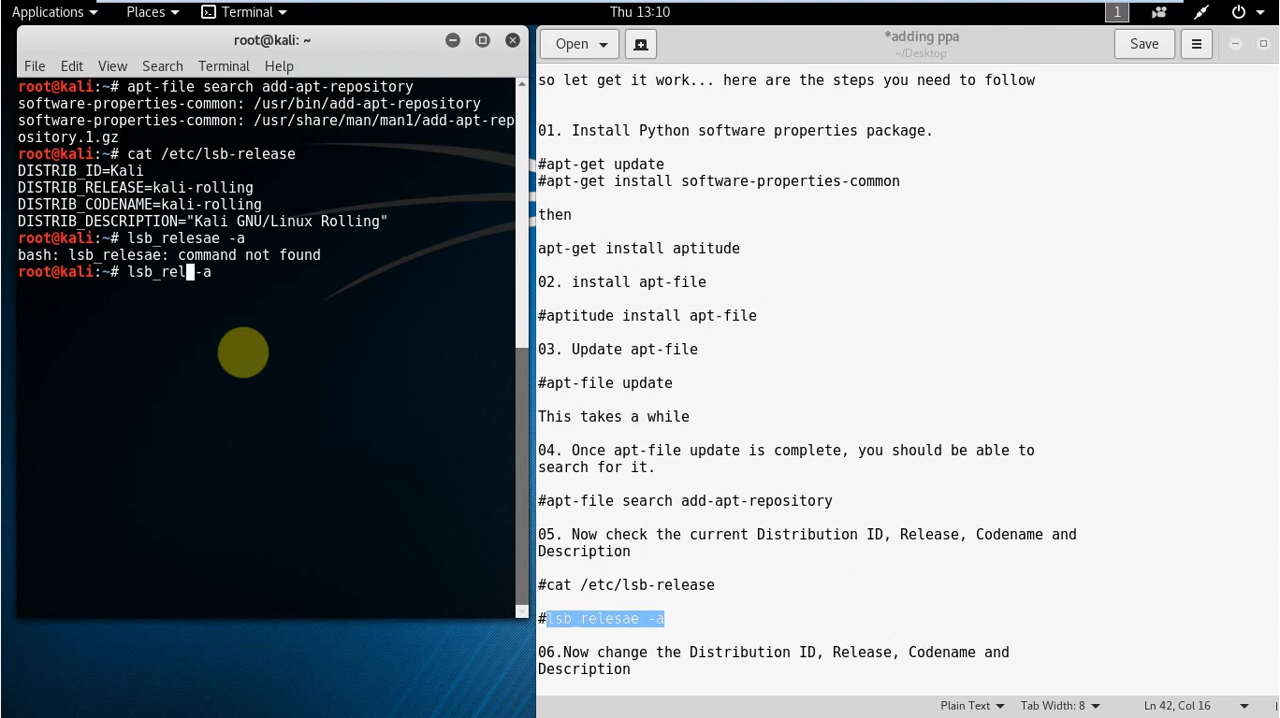 Applications Places Terminal Thu 13:10 1
root@kali: ~
File Edit View Search Terminal Help
root@kali:~# apt-file search add-apt-repository
software-properties-common: /usr/bin/add-apt-repository
software-properties-common: /usr/share/man/man1/add-apt-rep
ository.1.gz
root@kali:~# cat /etc/lsb-release
DISTRIB_ID=Kali
DISTRIB_RELEASE=kali-rolling
DISTRIB_CODENAME=kali-rolling
DISTRIB_DESCRIPTION="Kali GNU/Linux Rolling"
root@kali:~# lsb_relesae -a
bash: lsb_relesae: command not found
root@kali:~# lsb_rel -a
Open *adding ppa Save
~/Desktop
so let get it work... here are the steps you need to follow
01. Install Python software properties package.
#apt-get update
#apt-get install software-properties-common
then
apt-get install aptitude
02. install apt-file
#aptitude install apt-file
03. Update apt-file
#apt-file update
This takes a while
04. Once apt-file update is complete, you should be able to
search for it.
#apt-file search add-apt-repository
05. Now check the current Distribution ID, Release, Codename and
Description
#cat /etc/lsb-release
#lsb_relesae -a
06.Now change the Distribution ID, Release, Codename and
Description
Plain Text Tab Width: 8 Ln 42, Col 16